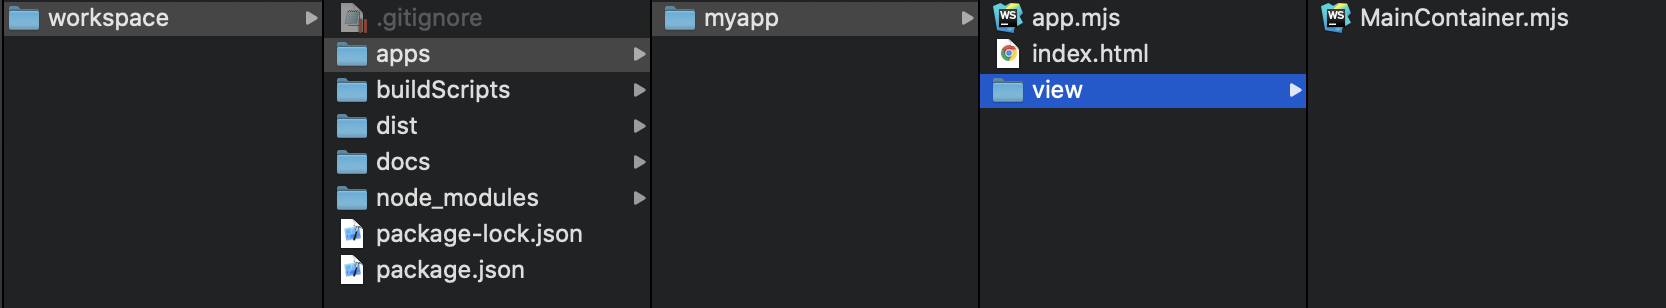 workspace
.gitignore
apps
buildScripts
dist
docs
node_modules
package-lock.json
package.json
myapp
WS app.mjs
index.html
view
WS MainContainer.mjs